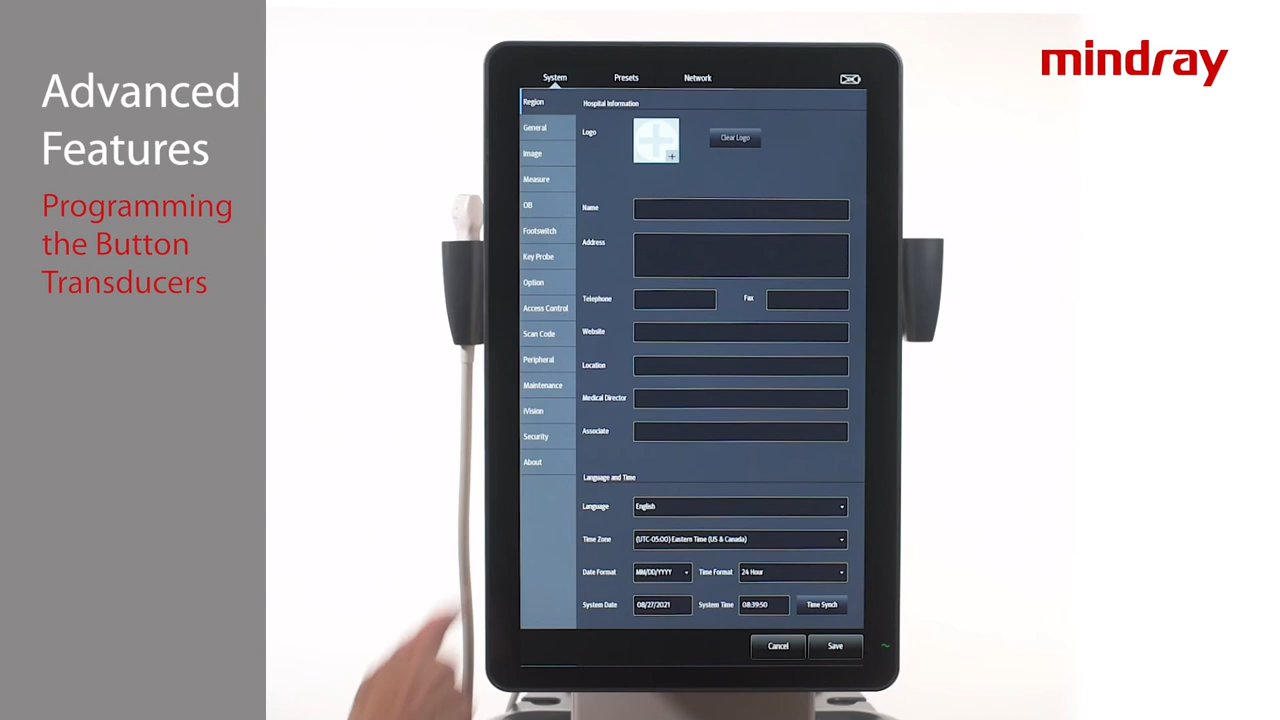 Advanced
Features
Programming
the Button
Transducers
mindray
System Presets Network
Region
General
Image
Measure
OB
Footswitch
Key Probe
Option
Access Control
Scan Code
Peripheral
Maintenance
iVision
Security
About
Hospital Information
Logo Clear Logo
Name
Address
Telephone Fax
Website
Location
Medical Director
Associate
Language and Time
Language English
Time Zone (UTC-05:00) Eastern Time (US & Canada)
Date Format MM/DD/YYYY Time Format 24 Hour
System Date 08/27/2021 System Time 08:39:50 Time Synch
Cancel Save